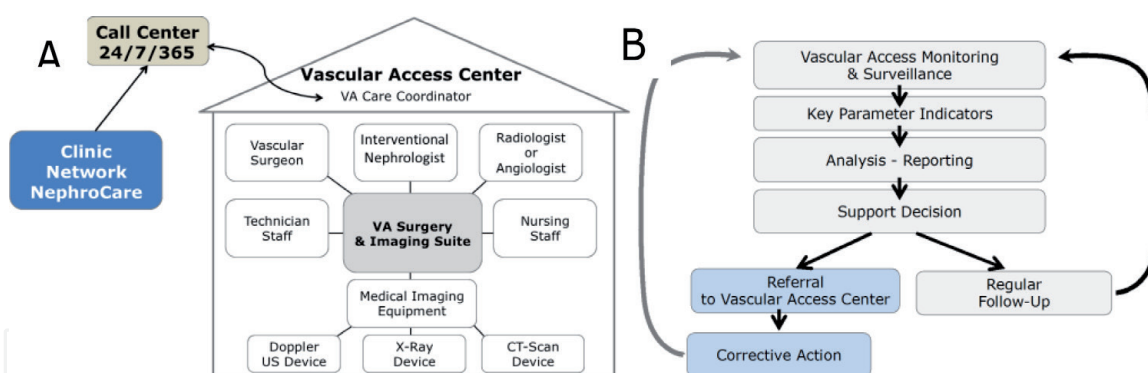 A
Call Center
24/7/365
Clinic
Network
NephroCare
Vascular Access Center
VA Care Coordinator
Vascular
Surgeon
Interventional
Nephrologist
Radiologist
or
Angiologist
Technician
Staff
VA Surgery
& Imaging Suite
Nursing
Staff
Medical Imaging
Equipment
Doppler
US Device
X-Ray
Device
CT-Scan
Device
B
Vascular Access Monitoring
& Surveillance
Key Parameter Indicators
Analysis - Reporting
Support Decision
Referral
to Vascular Access Center
Regular
Follow-Up
Corrective Action